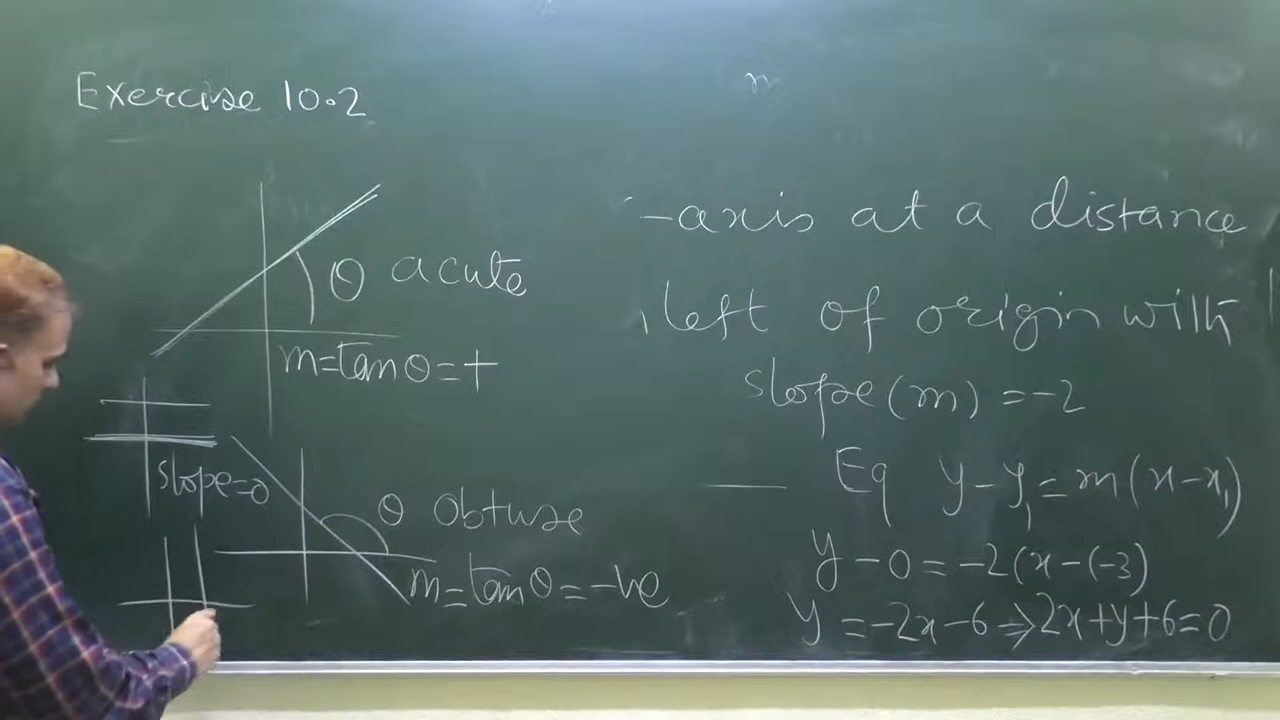 Exercise 10.2
θ acute
m=tanθ=+
slope=0
θ obtuse
m=tanθ=-ve
n
-axis at a distance
left of origin with
slope(m) =-2
Eq y-y₁=m(x-x₁)
y-0=-2(x-(-3)
y=-2x-6⇒2x+y+6=0